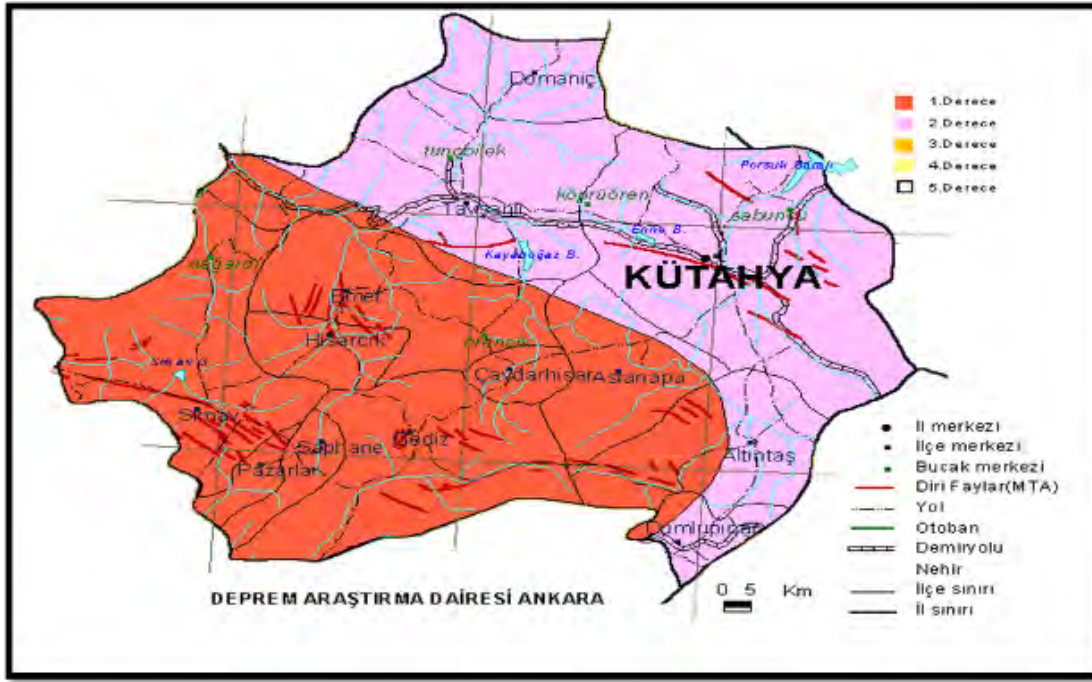 Domaniç
1.Derece
2.Derece
3.Derece
4.Derece
5.Derece
tunçbilek
Porsuk Barajı
köprüören
Tavşanlı
sabuncu
Enne B.
Kayaboğaz B.
KÜTAHYA
Emet
Hisarcık
Simav G.
Çavdarhisar
Aslanapa
Simav
Şaphane
Gediz
Pazarlar
Altıntaş
Dumlupınar
İl merkezi
İlçe merkezi
Bucak merkezi
Diri Faylar(MTA)
Yol
Otoban
Demiryolu
Nehir
İlçe sınırı
İl sınırı
0 5 Km
DEPREM ARAŞTIRMA DAİRESİ ANKARA